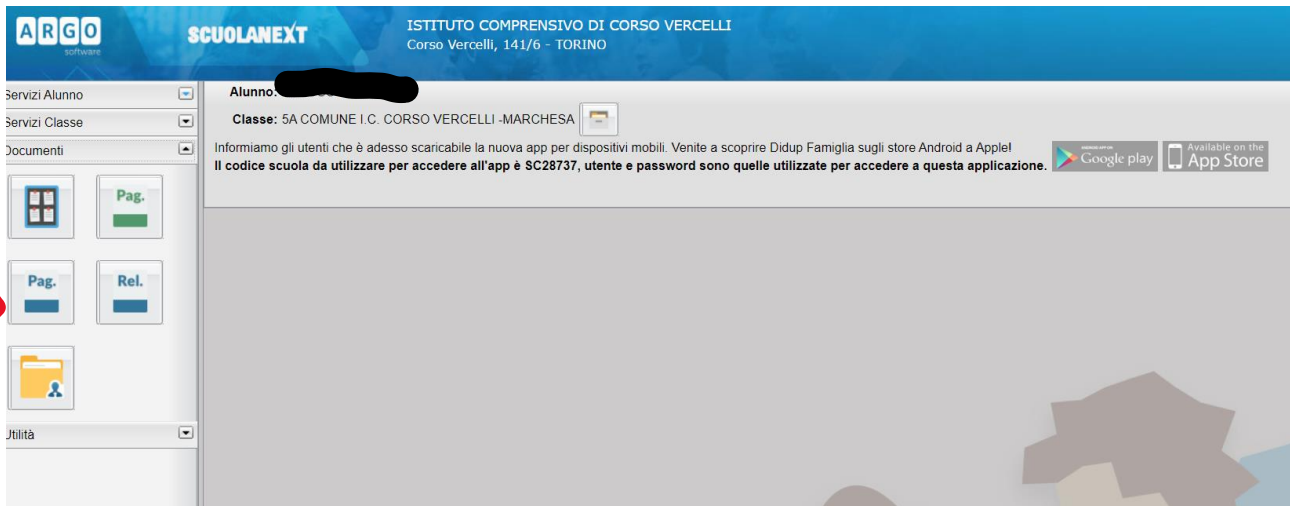 ARGO
software
SCUOLANEXT
ISTITUTO COMPRENSIVO DI CORSO VERCELLI
Corso Vercelli, 141/6 - TORINO
Servizi Alunno
Servizi Classe
Documenti
Pag.
Pag.
Rel.
Utilità
Alunno:
Classe: 5A COMUNE I.C. CORSO VERCELLI -MARCHESA
Informiamo gli utenti che è adesso scaricabile la nuova app per dispositivi mobili. Venite a scoprire Didup Famiglia sugli store Android a Apple!
Il codice scuola da utilizzare per accedere all'app è SC28737, utente e password sono quelle utilizzate per accedere a questa applicazione.
Google play
Available on the
App Store